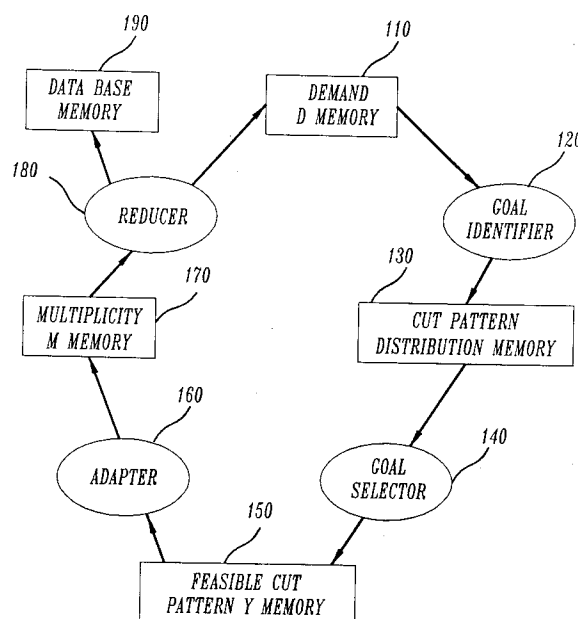 190
DATA BASE
MEMORY
110
DEMAND
D MEMORY
120
GOAL
IDENTIFIER
180
REDUCER
130
CUT PATTERN
DISTRIBUTION MEMORY
170
MULTIPLICITY
M MEMORY
160
ADAPTER
140
GOAL
SELECTOR
150
FEASIBLE CUT
PATTERN Y MEMORY